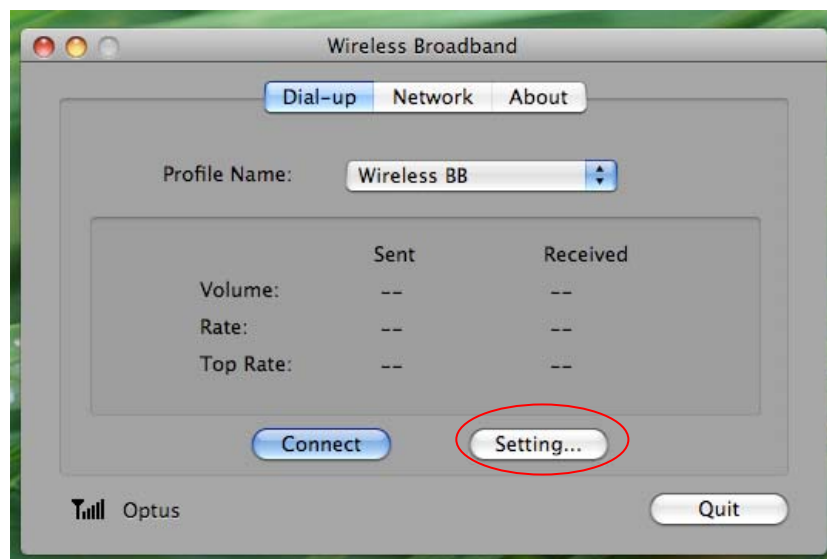 Wireless Broadband
Dial-up Network About
Profile Name: Wireless BB
Sent Received
Volume: -- --
Rate: -- --
Top Rate: -- --
Connect Setting...
Optus Quit